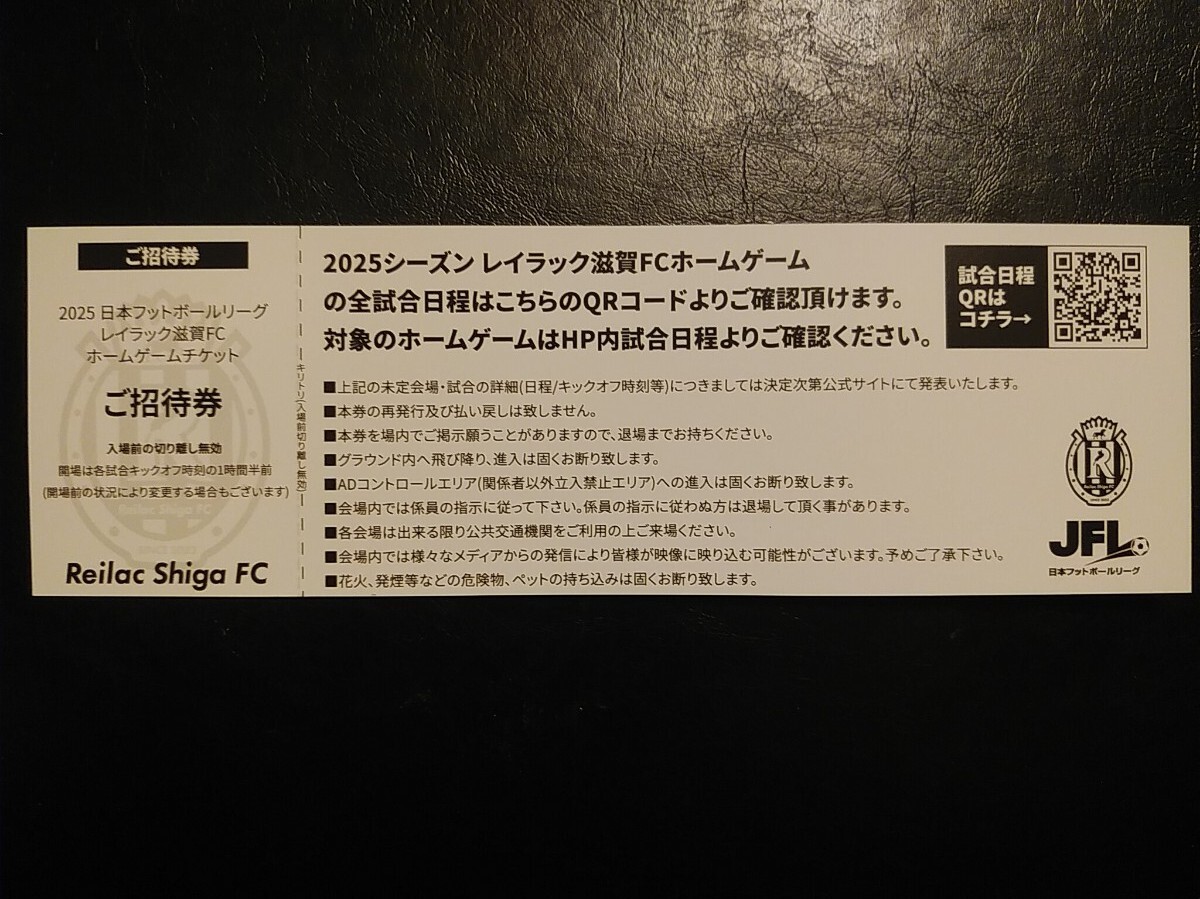 ご招待券
2025 日本フットボールリーグ
レイラック滋賀FC
ホームゲームチケット
ご招待券
入場前の切り離し無効
開場は各試合キックオフ時刻の1時間半前
(開場前の状況により変更する場合もございます)
Reilac Shiga FC
SINCE 2023
Reilac Shiga FC
キリトリ(入場前切り離し無効)
2025シーズン レイラック滋賀FCホームゲーム
の全試合日程はこちらのQRコードよりご確認頂けます。
対象のホームゲームはHP内試合日程よりご確認ください。
試合日程
QRは
コチラ→
■上記の未定会場・試合の詳細(日程/キックオフ時刻等)につきましては決定次第公式サイトにて発表いたします。
■本券の再発行及び払い戻しは致しません。
■本券を場内でご掲示願うことがありますので、退場までお持ちください。
■グラウンド内へ飛び降り、進入は固くお断り致します。
■ADコントロールエリア(関係者以外立入禁止エリア)への進入は固くお断り致します。
■会場内では係員の指示に従って下さい。係員の指示に従わぬ方は退場して頂く事があります。
■各会場は出来る限り公共交通機関をご利用の上ご来場ください。
■会場内では様々なメディアからの発信により皆様が映像に映り込む可能性がございます。予めご了承下さい。
■花火、発煙等などの危険物、ペットの持ち込みは固くお断り致します。
Reilac Shiga FC
JFL
日本フットボールリーグ